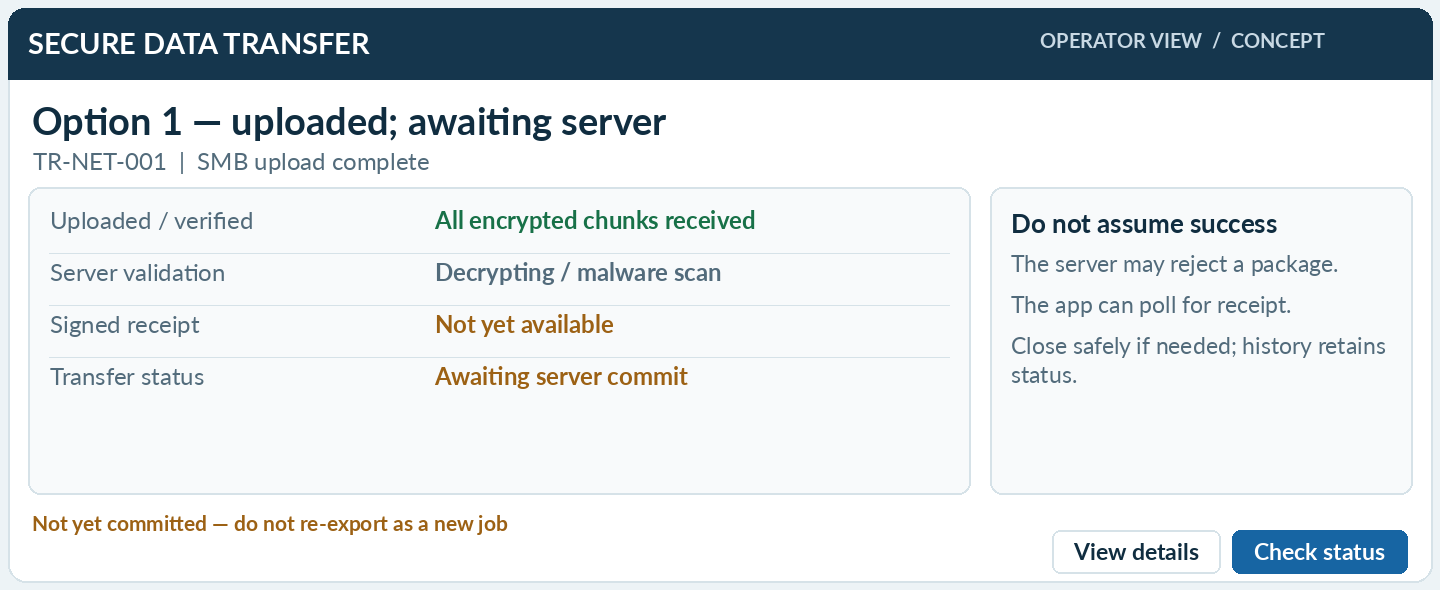 SECURE DATA TRANSFER
OPERATOR VIEW / CONCEPT
Option 1 — uploaded; awaiting server
TR-NET-001 | SMB upload complete
Uploaded / verified All encrypted chunks received
Server validation Decrypting / malware scan
Signed receipt Not yet available
Transfer status Awaiting server commit
Do not assume success
The server may reject a package.
The app can poll for receipt.
Close safely if needed; history retains
status.
Not yet committed — do not re-export as a new job
View details Check status